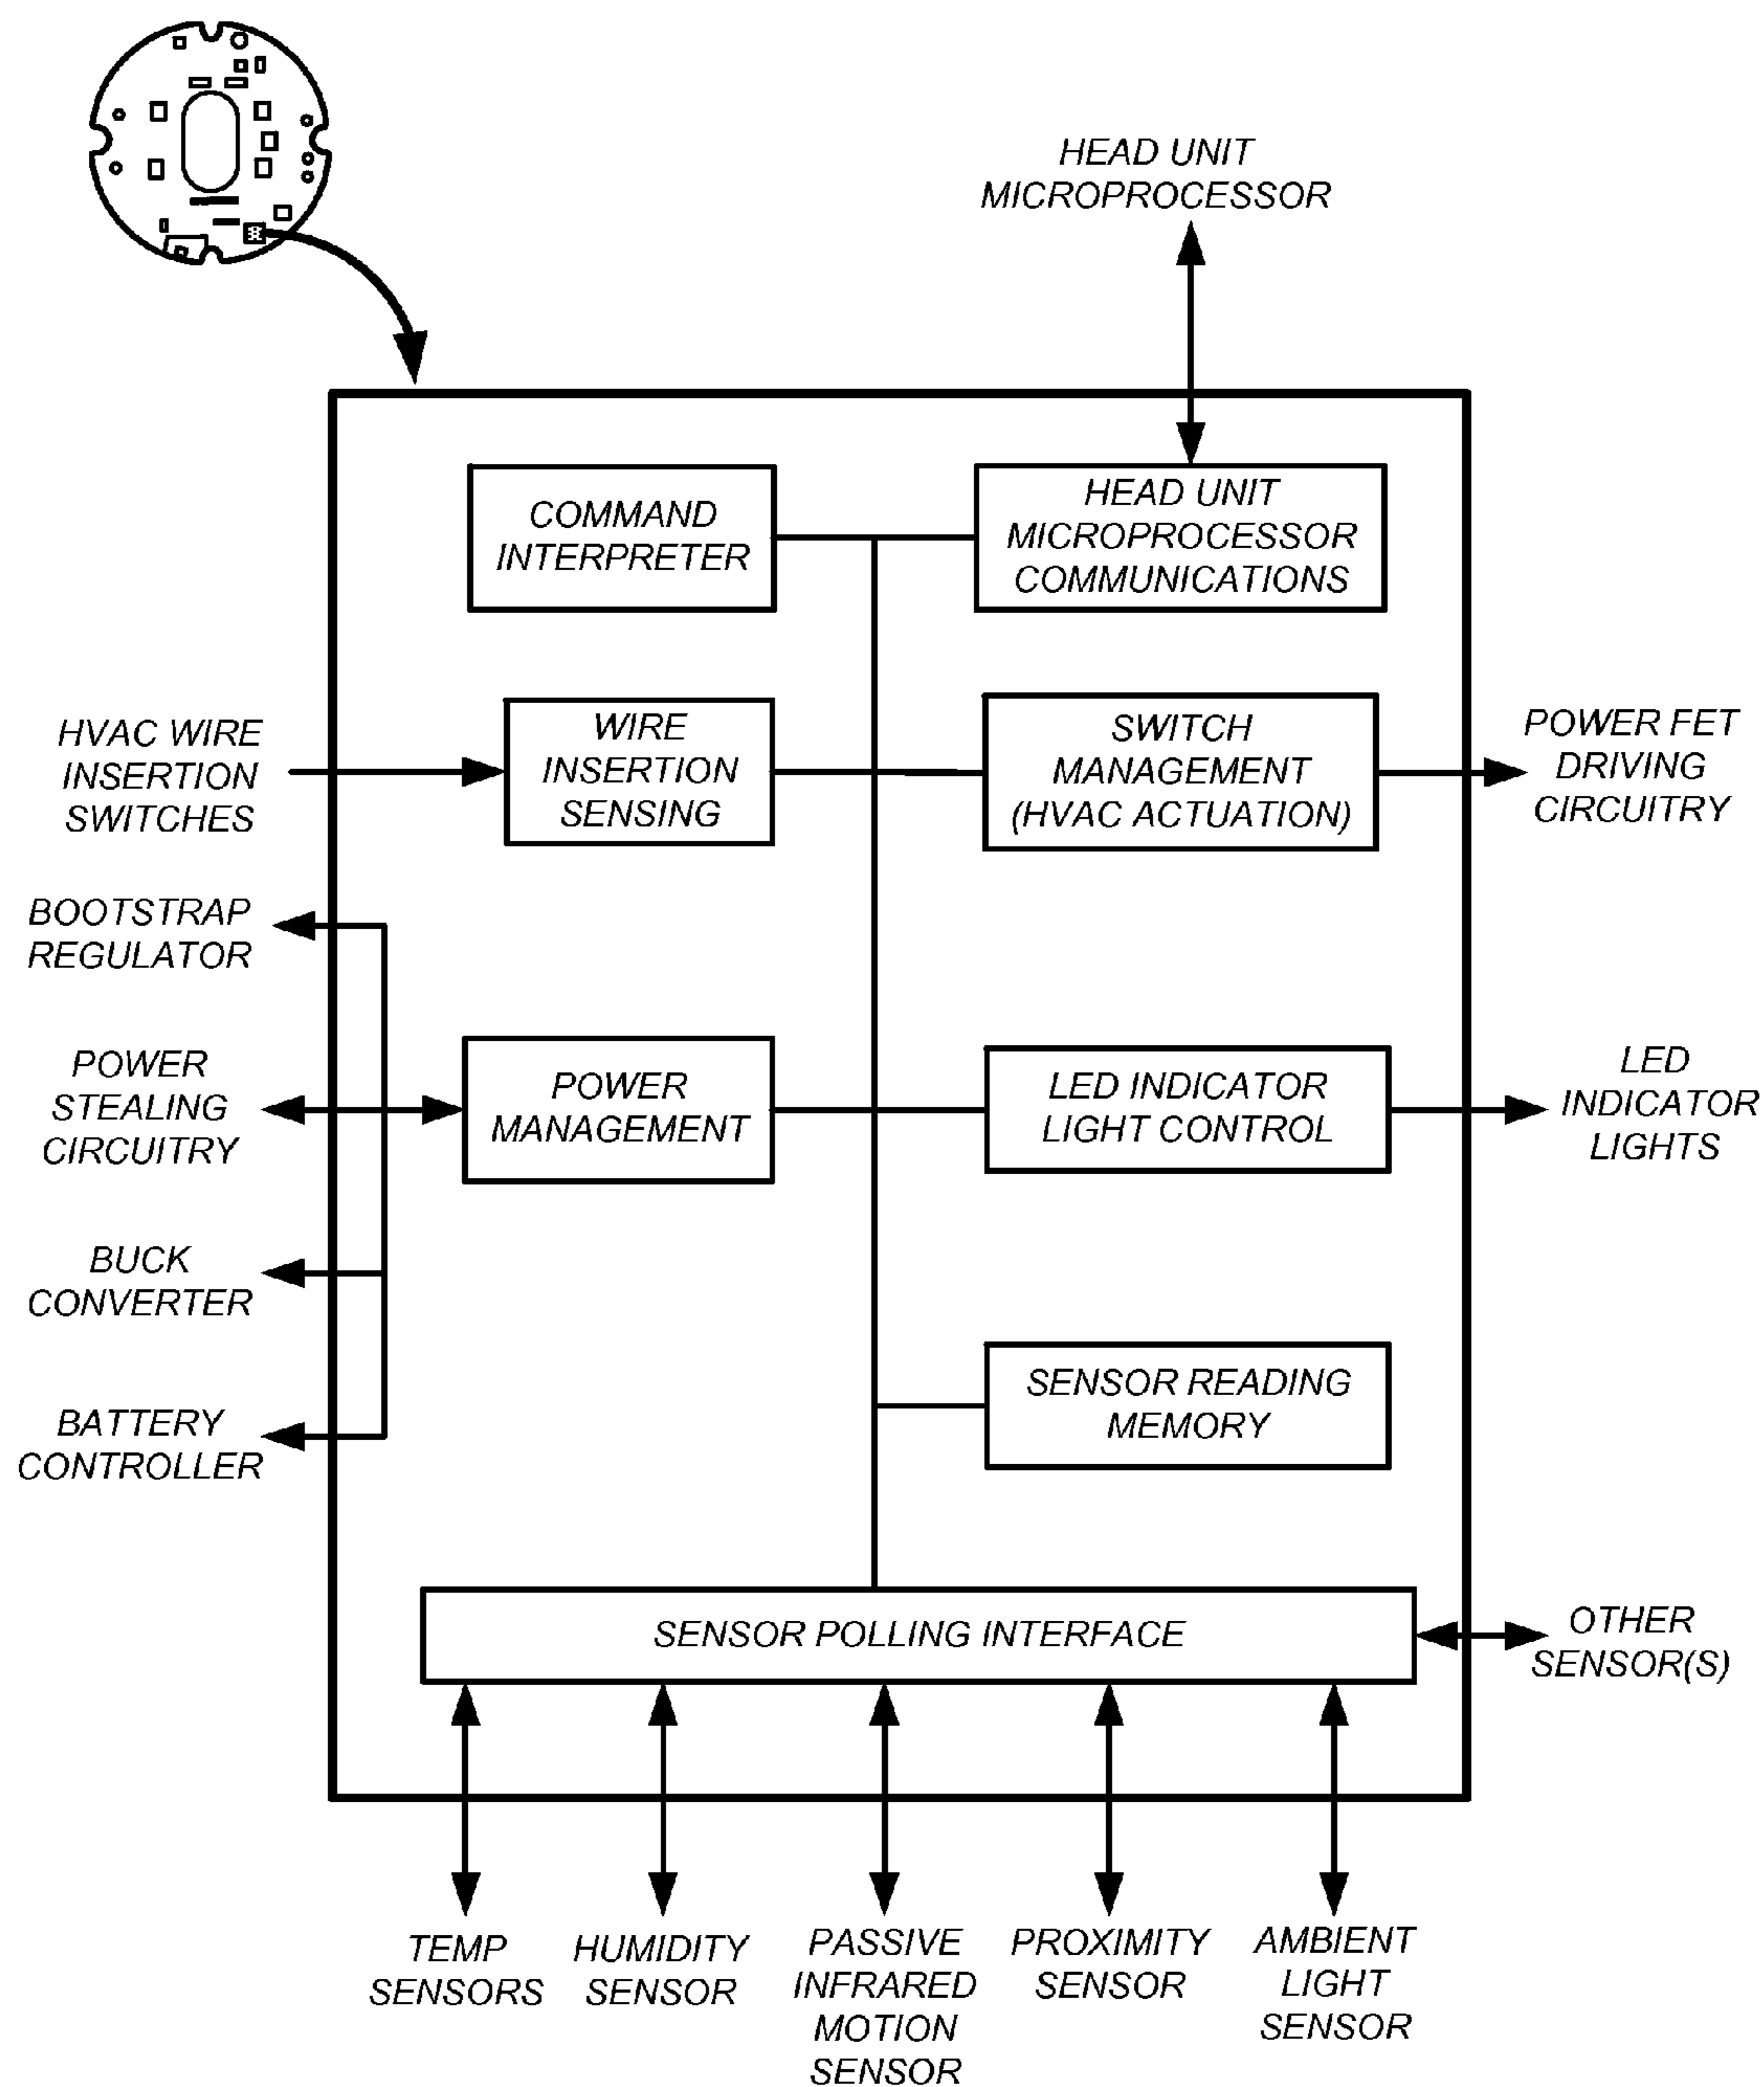 HEAD UNIT
MICROPROCESSOR
COMMAND
INTERPRETER
HEAD UNIT
MICROPROCESSOR
COMMUNICATIONS
HVAC WIRE
INSERTION
SWITCHES
WIRE
INSERTION
SENSING
SWITCH
MANAGEMENT
(HVAC ACTUATION)
POWER FET
DRIVING
CIRCUITRY
BOOTSTRAP
REGULATOR
POWER
STEALING
CIRCUITRY
POWER
MANAGEMENT
LED INDICATOR
LIGHT CONTROL
LED
INDICATOR
LIGHTS
BUCK
CONVERTER
BATTERY
CONTROLLER
SENSOR READING
MEMORY
SENSOR POLLING INTERFACE
OTHER
SENSOR(S)
TEMP
SENSORS
HUMIDITY
SENSOR
PASSIVE
INFRARED
MOTION
SENSOR
PROXIMITY
SENSOR
AMBIENT
LIGHT
SENSOR